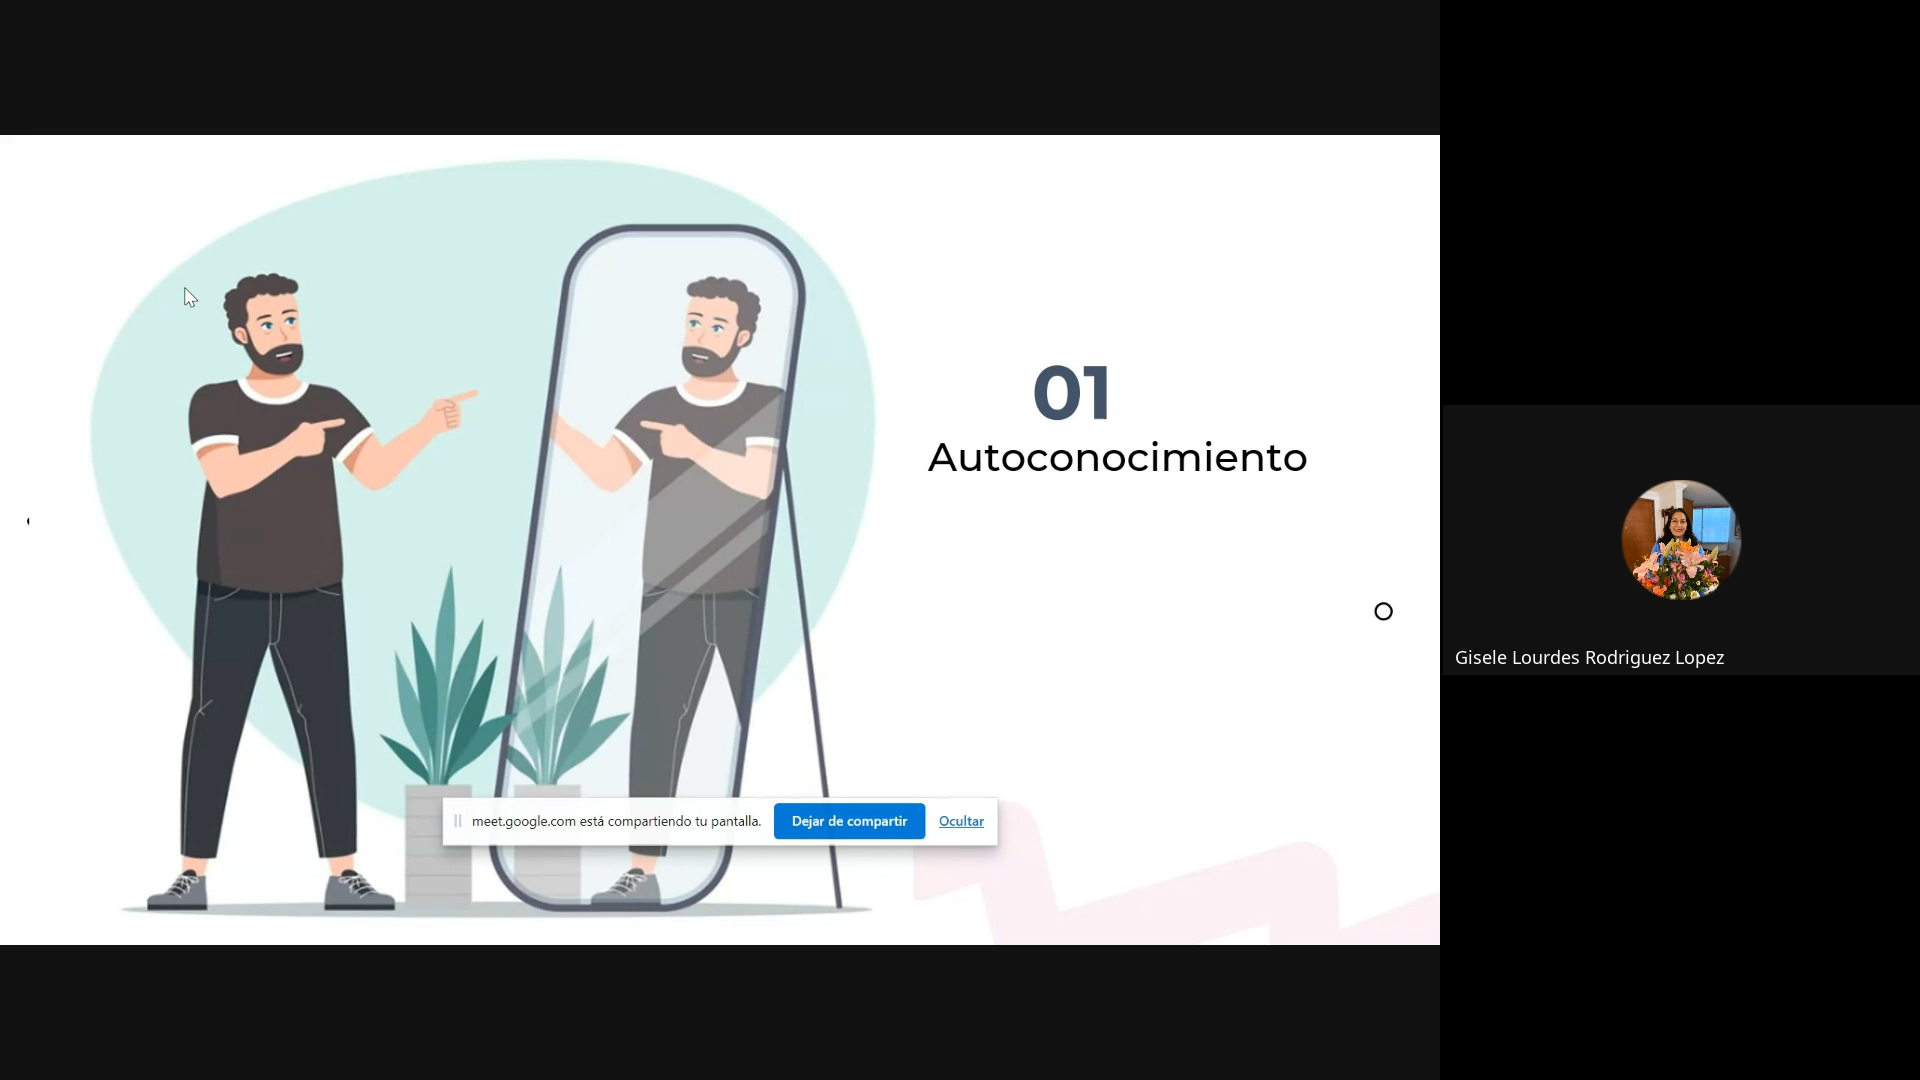 01
Autoconocimiento
meet.google.com está compartiendo tu pantalla.
Dejar de compartir
Ocultar
Gisele Lourdes Rodriguez Lopez